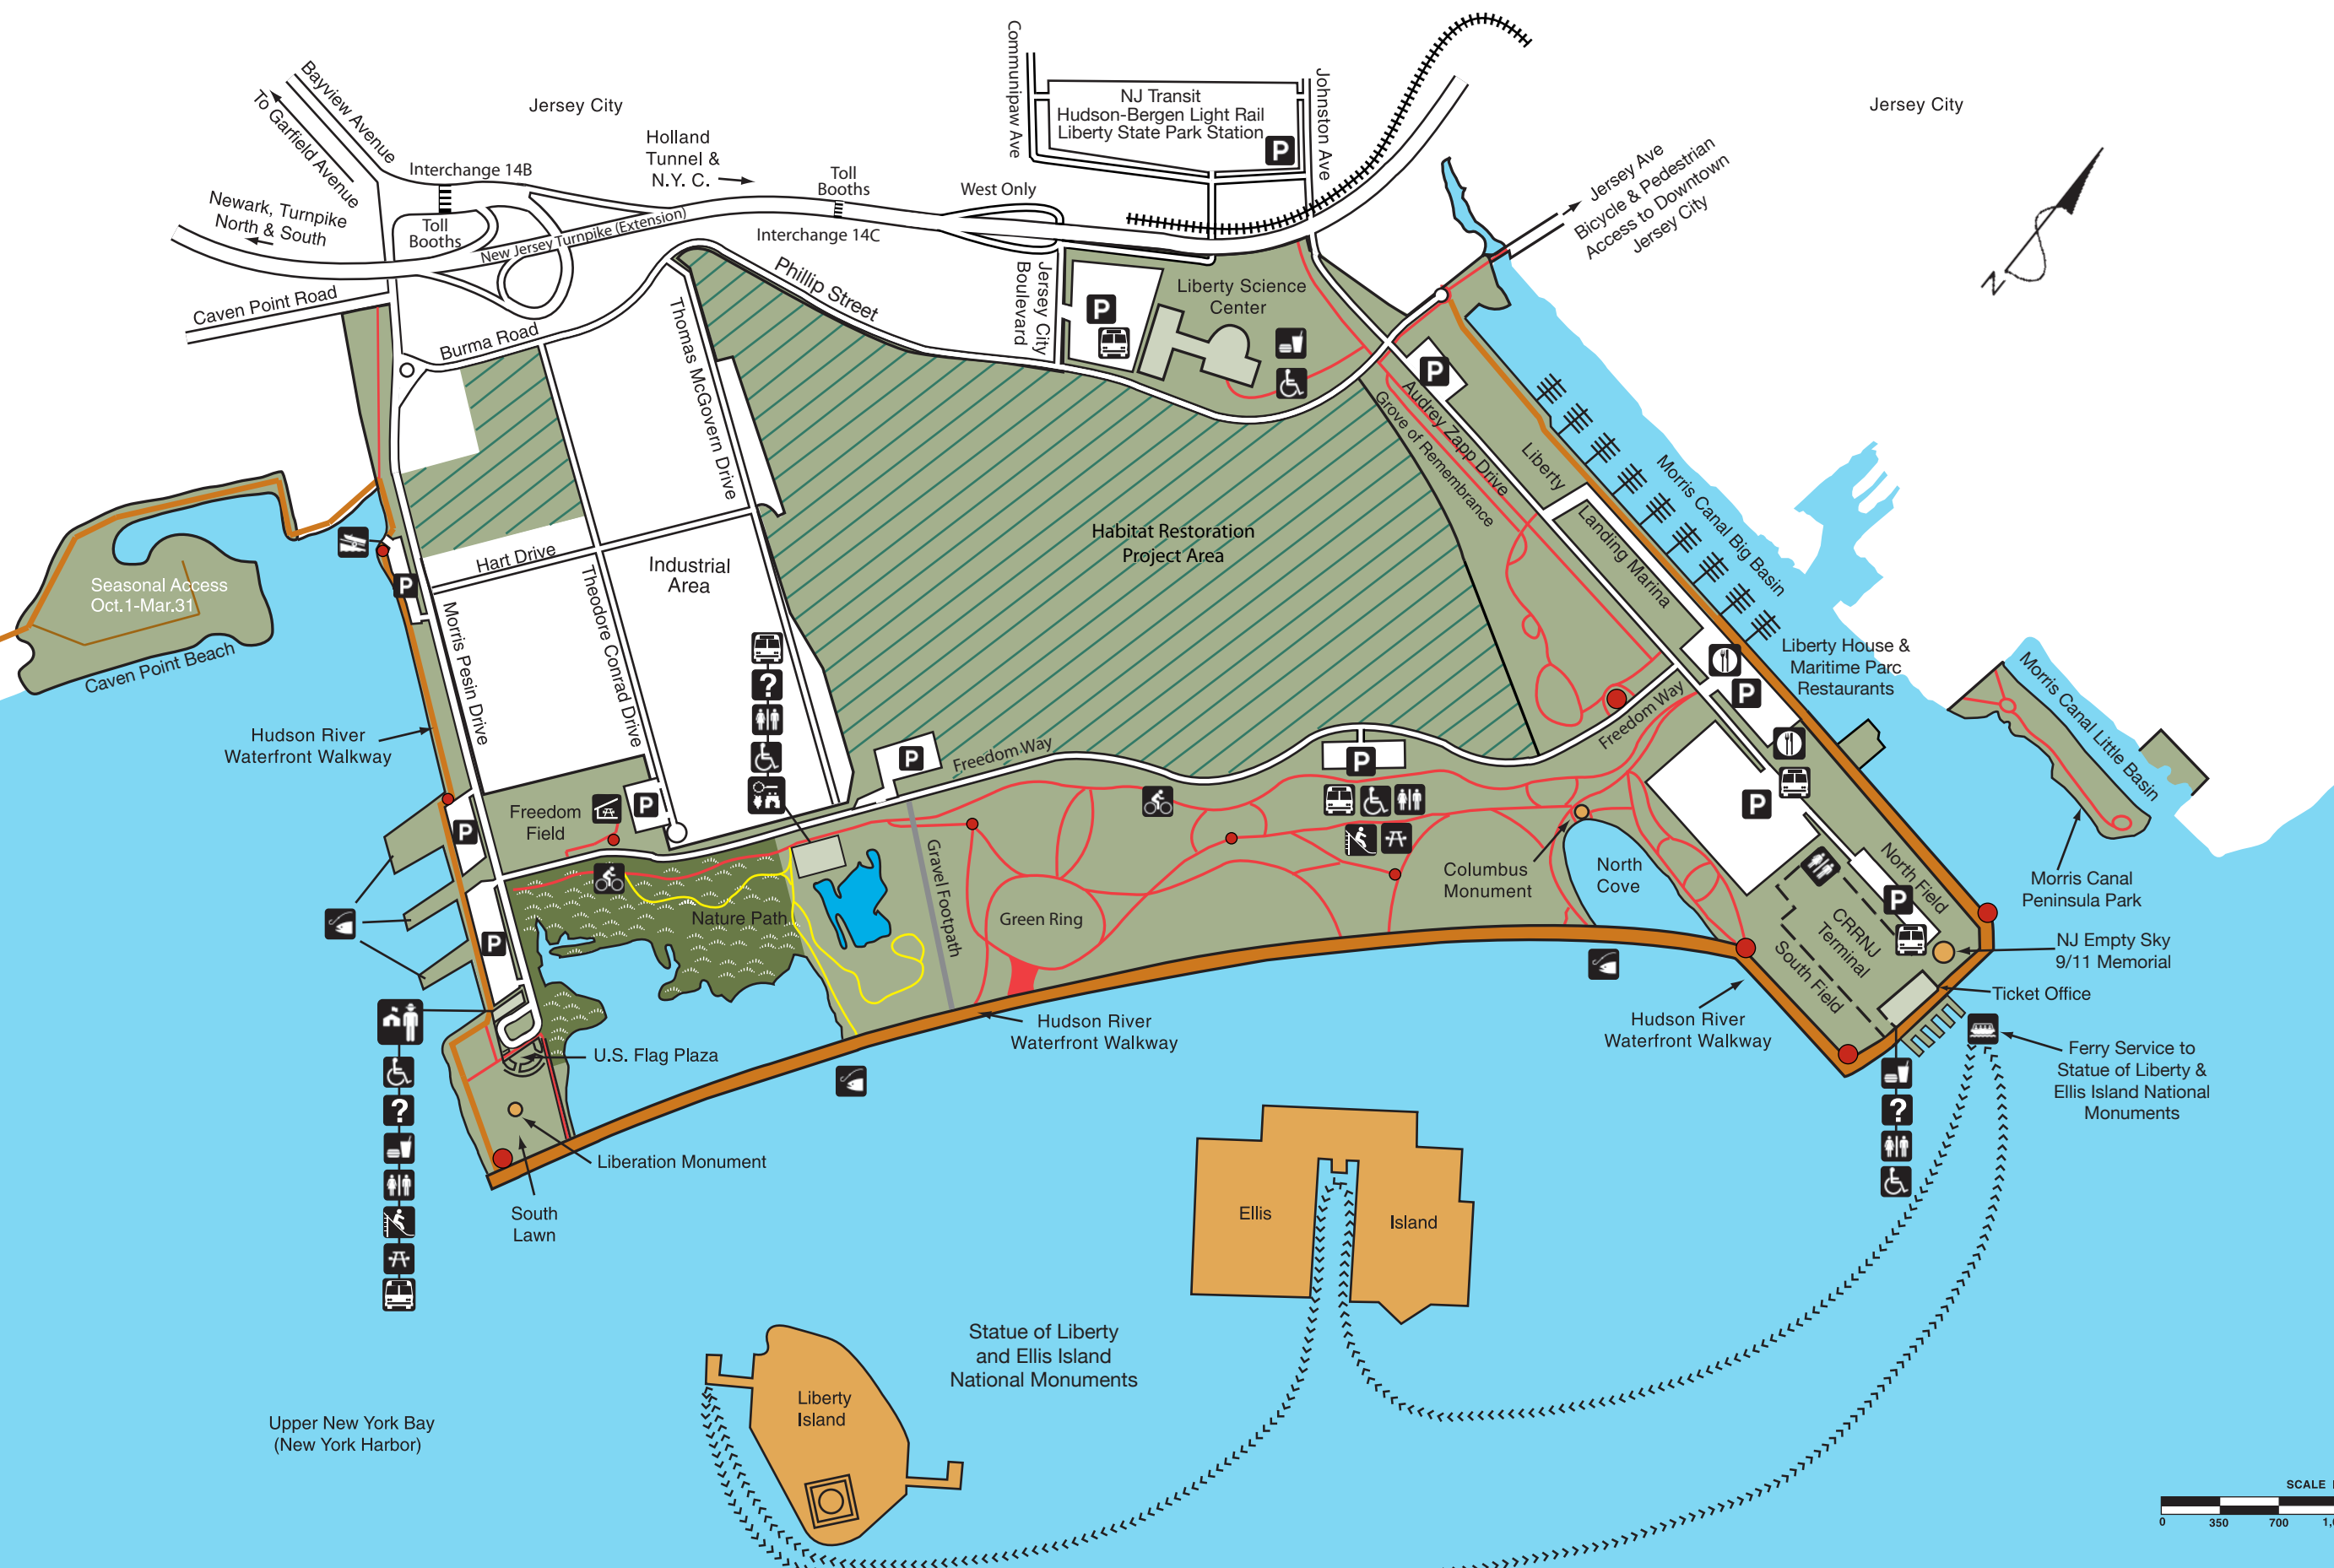 Jersey City
Jersey City
Bayview Avenue
To Garfield Avenue
Interchange 14B
Holland
Tunnel &
N.Y. C.
Toll
Booths
West Only
Communipaw Ave
NJ Transit
Hudson-Bergen Light Rail
Liberty State Park Station
P
Johnston Ave
Jersey Ave
Bicycle & Pedestrian
Access to Downtown
Jersey City
N
Newark, Turnpike
North & South
Toll
Booths
New Jersey Turnpike (Extension)
Interchange 14C
Caven Point Road
Burma Road
Phillip Street
Jersey City
Boulevard
P
Liberty Science
Center
Thomas McGovern Drive
P
Audrey Zapp Drive
Grove of Remembrance
Liberty
Landing Marina
Morris Canal Big Basin
Habitat Restoration
Project Area
Hart Drive
Industrial
Area
Theodore Conrad Drive
Morris Pesin Drive
P
Seasonal Access
Oct.1-Mar.31
Caven Point Beach
Hudson River
Waterfront Walkway
?
Liberty House &
Maritime Parc
Restaurants
P
Morris Canal Little Basin
Morris Canal
Peninsula Park
Freedom Way
Freedom Way
P
P
P
P
P
Freedom
Field
P
Nature Path
Gravel Footpath
Green Ring
Columbus
Monument
North
Cove
North Field
P
CRRNJ
Terminal
South Field
NJ Empty Sky
9/11 Memorial
Ticket Office
P
Hudson River
Waterfront Walkway
Hudson River
Waterfront Walkway
Ferry Service to
Statue of Liberty &
Ellis Island National
Monuments
U.S. Flag Plaza
?
?
Liberation Monument
South
Lawn
Ellis
Island
Statue of Liberty
and Ellis Island
National Monuments
Liberty
Island
Upper New York Bay
(New York Harbor)
SCALE
0 350 700